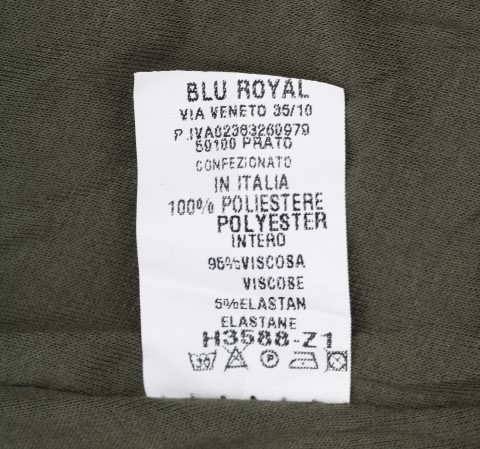 BLU ROYAL
VIA VENETO 35/10
P.IVA02383260979
59100 PRATO
CONFEZIONATO
IN ITALIA
100% POLIESTERE
POLYESTER
INTERO
95%VISCOSA
VISCOSE
5%ELASTAN
ELASTANE
H3588-Z1